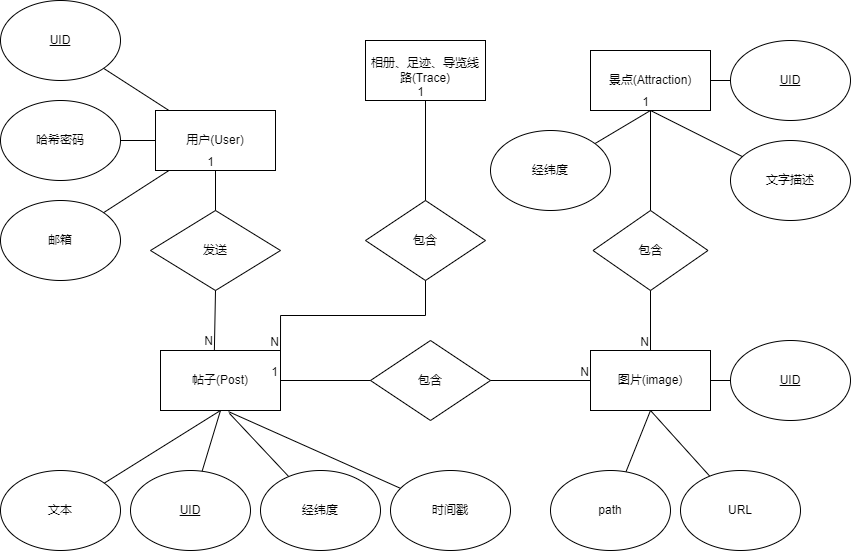 UID
相册、足迹、导览线
路(Trace)
1
景点(Attraction)
1
UID
哈希密码
用户(User)
1
经纬度
文字描述
邮箱
发送
包含
包含
N
N
N
帖子(Post)
1
包含
N
图片(image)
UID
文本
UID
经纬度
时间戳
path
URL